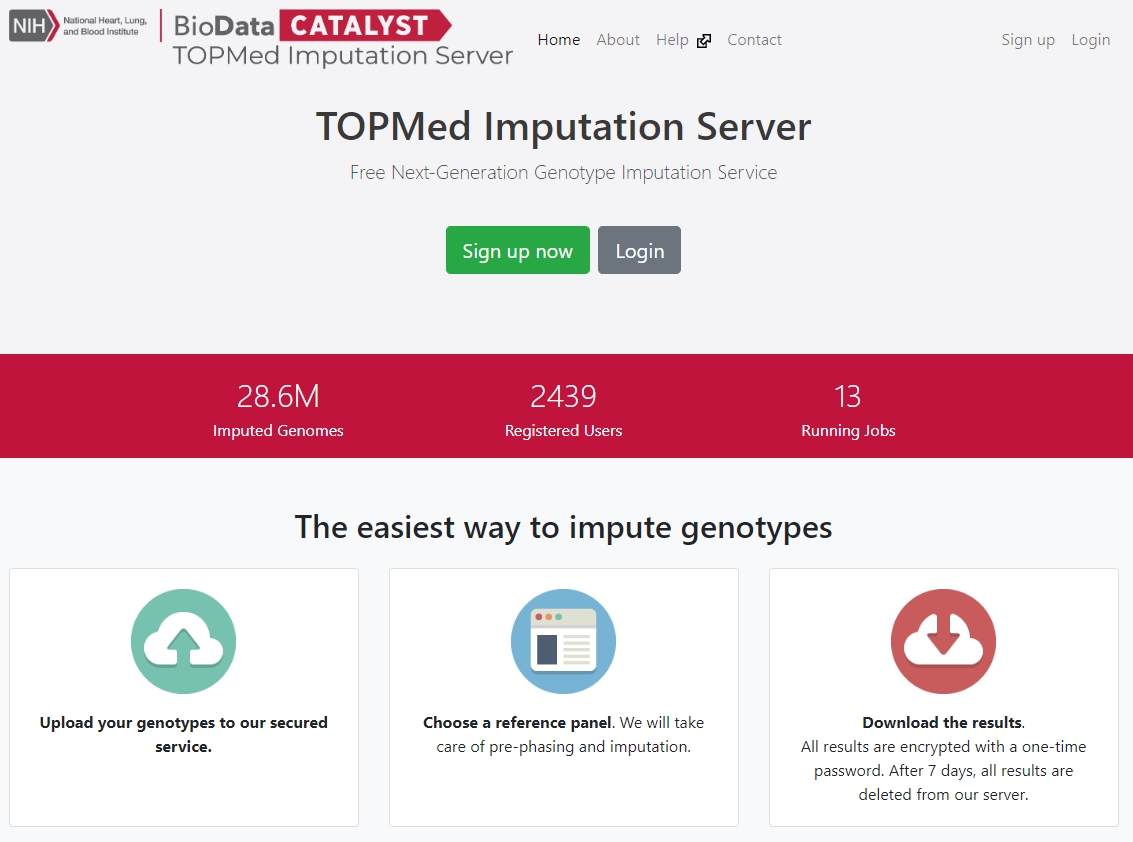 NIH National Heart, Lung,
and Blood Institute
BioData CATALYST
TOPMed Imputation Server
Home About Help Contact Sign up Login
TOPMed Imputation Server
Free Next-Generation Genotype Imputation Service
Sign up now Login
28.6M 2439 13
Imputed Genomes Registered Users Running Jobs
The easiest way to impute genotypes
Upload your genotypes to our secured
service.
Choose a reference panel. We will take
care of pre-phasing and imputation.
Download the results.
All results are encrypted with a one-time
password. After 7 days, all results are
deleted from our server.